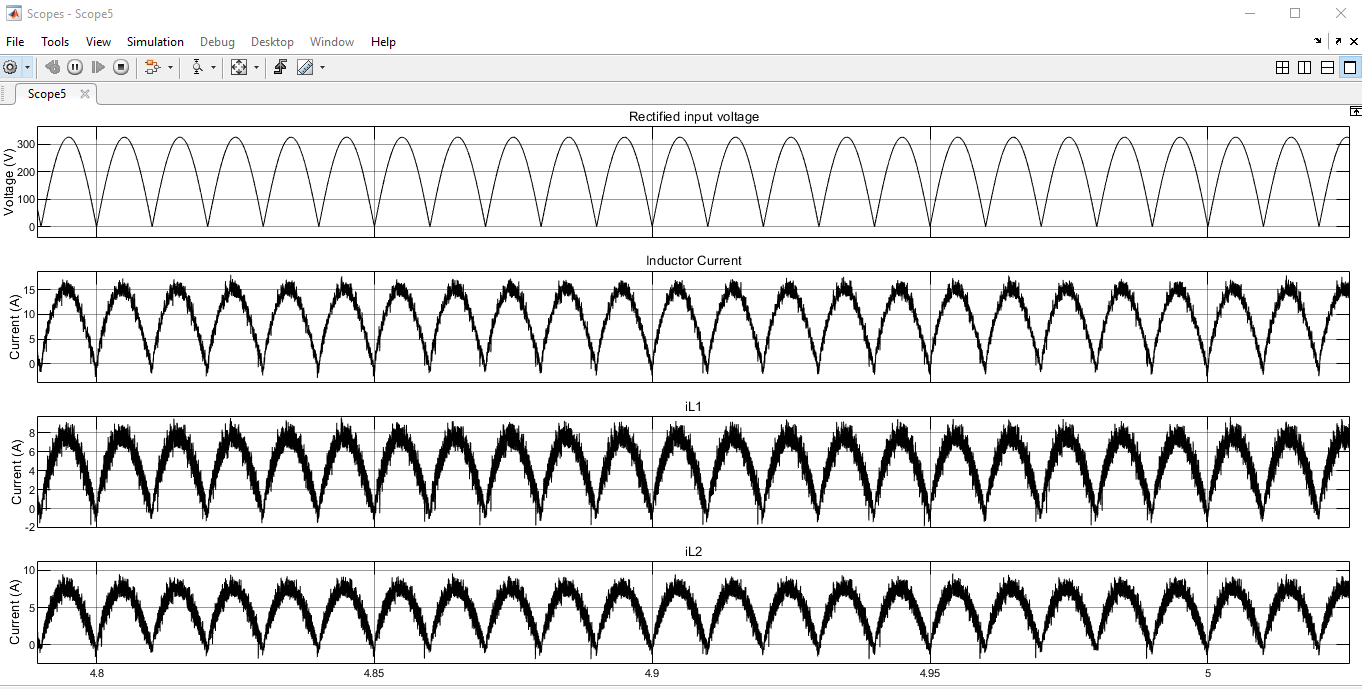 Scopes - Scope5
File Tools View Simulation Debug Desktop Window Help
Scope5
Rectified input voltage
Voltage (V)
300
200
100
0
Inductor Current
Current (A)
15
10
5
0
iL1
Current (A)
8
6
4
2
0
-2
iL2
Current (A)
10
5
0
4.8 4.85 4.9 4.95 5